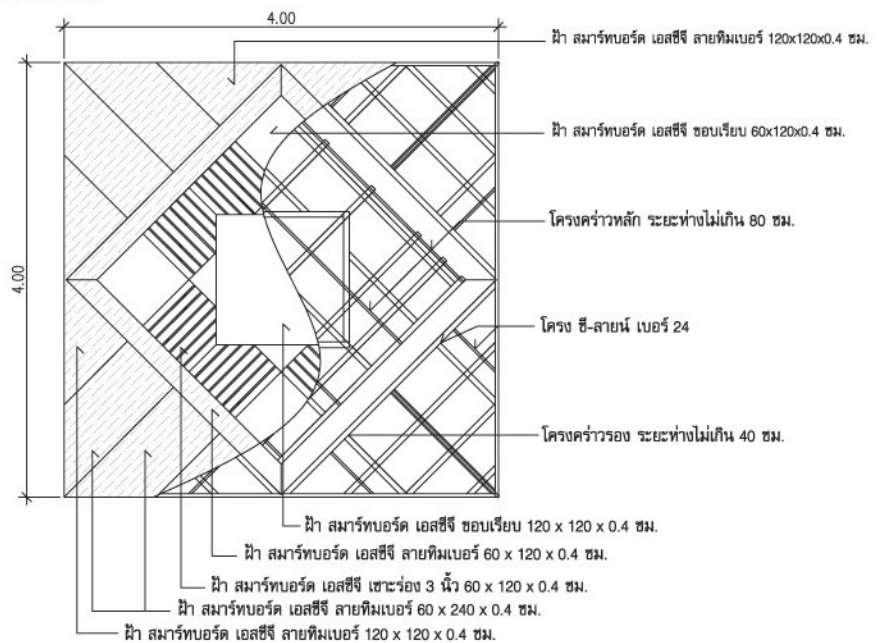 4.00
ฝ้า สมาร์ทบอร์ด เอสซีจี ลายทิมเบอร์ 120x120x0.4 ซม.
4.00
ฝ้า สมาร์ทบอร์ด เอสซีจี ขอบเรียบ 60x120x0.4 ซม.
โครงคร่าวหลัก ระยะห่างไม่เกิน 80 ซม.
โครง ซี-ลายน์ เบอร์ 24
โครงคร่าวรอง ระยะห่างไม่เกิน 40 ซม.
ฝ้า สมาร์ทบอร์ด เอสซีจี ขอบเรียบ 120 x 120 x 0.4 ซม.
ฝ้า สมาร์ทบอร์ด เอสซีจี ลายทิมเบอร์ 60 x 120 x 0.4 ซม.
ฝ้า สมาร์ทบอร์ด เอสซีจี เซาะร่อง 3 นิ้ว 60 x 120 x 0.4 ซม.
ฝ้า สมาร์ทบอร์ด เอสซีจี ลายทิมเบอร์ 60 x 240 x 0.4 ซม.
ฝ้า สมาร์ทบอร์ด เอสซีจี ลายทิมเบอร์ 120 x 120 x 0.4 ซม.